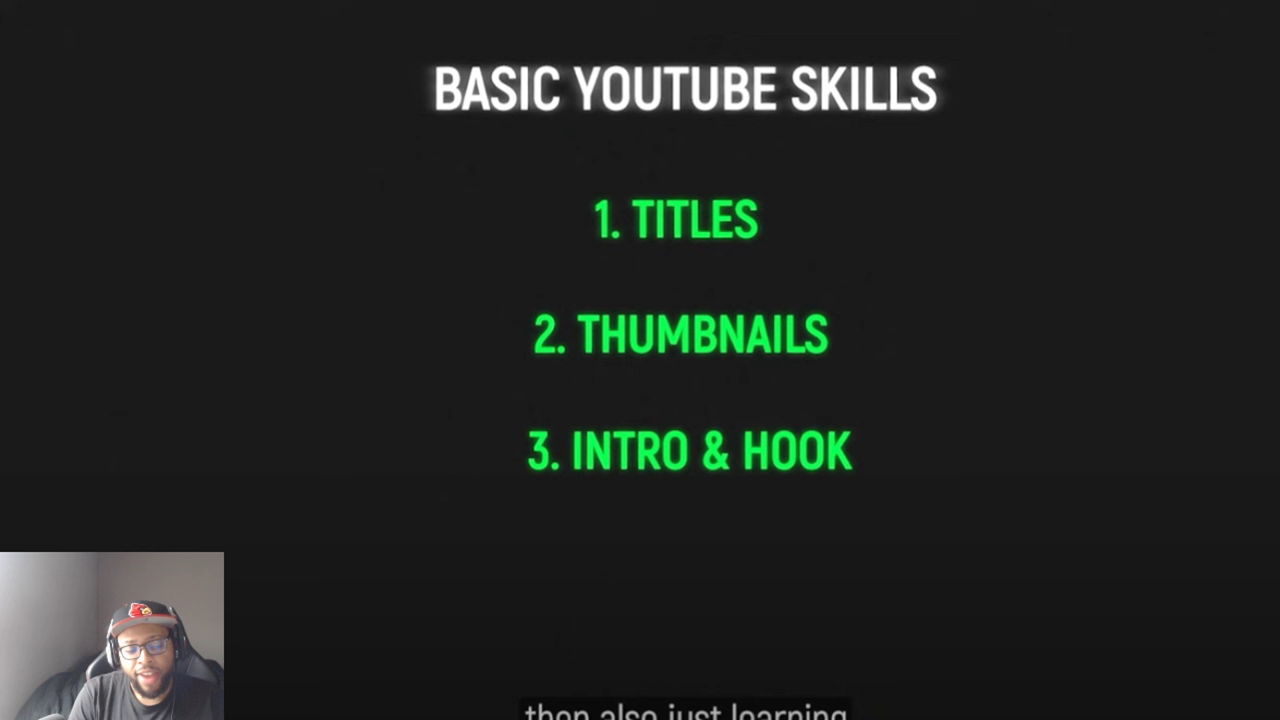 BASIC YOUTUBE SKILLS
1. TITLES
2. THUMBNAILS
3. INTRO & HOOK
then also just learning